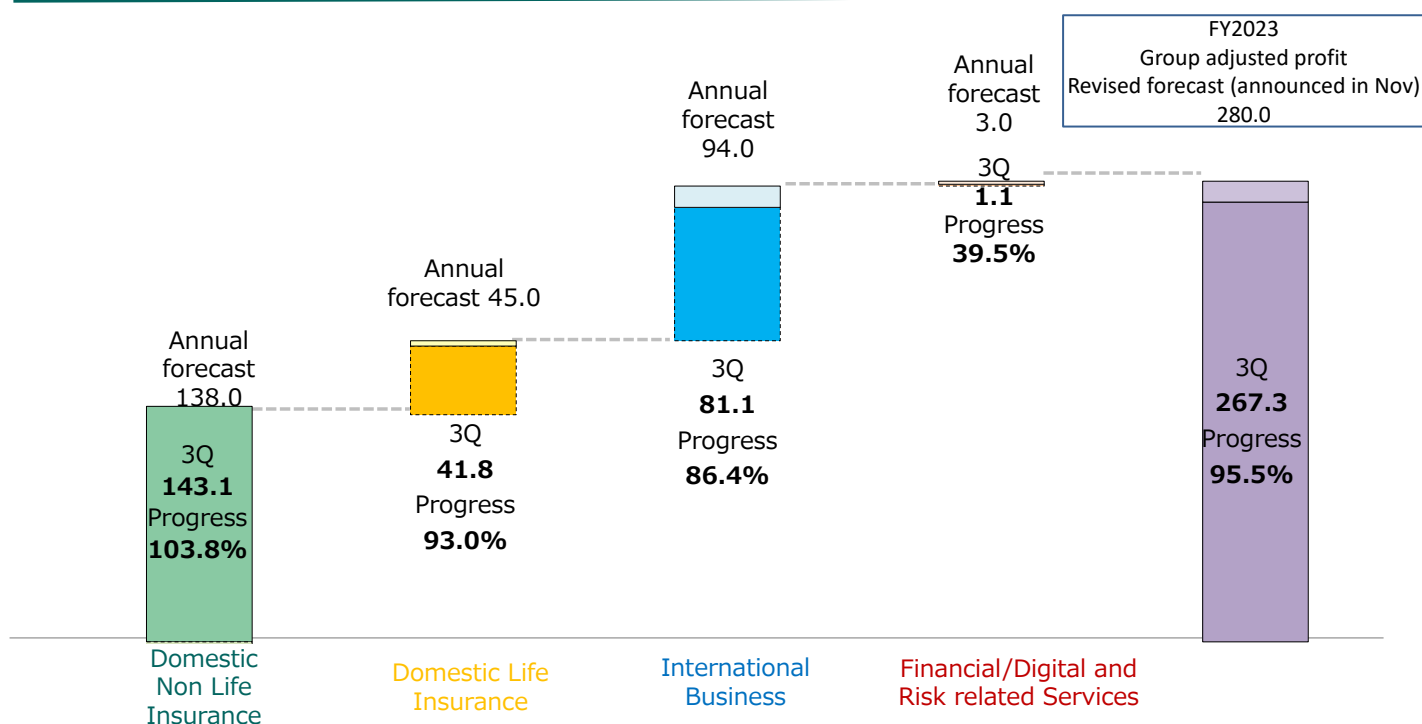 FY2023
Group adjusted profit
Revised forecast (announced in Nov)
280.0
Annual
forecast
138.0
3Q
143.1
Progress
103.8%
Annual
forecast 45.0
3Q
41.8
Progress
93.0%
Annual
forecast
94.0
3Q
81.1
Progress
86.4%
Annual
forecast
3.0
3Q
1.1
Progress
39.5%
3Q
267.3
Progress
95.5%
Domestic
Non Life
Insurance
Domestic Life
Insurance
International
Business
Financial/Digital and
Risk related Services